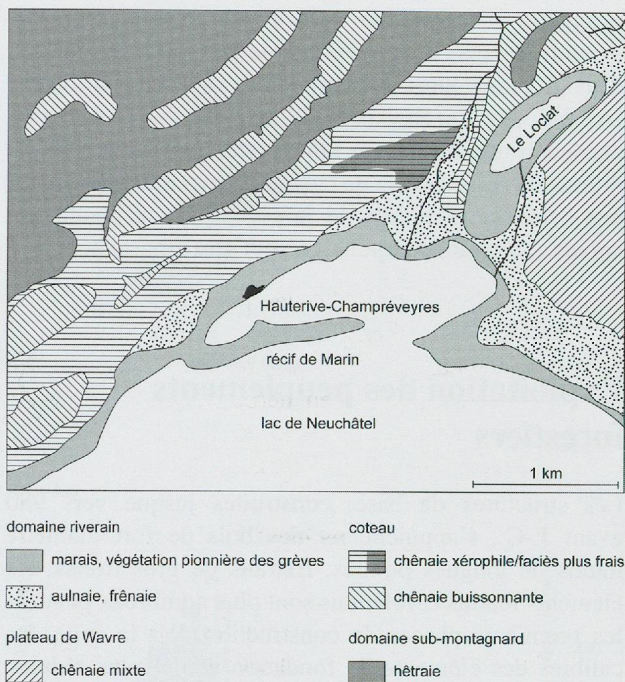 Le Loclat
Hauterive-Champréveyres
récif de Marin
lac de Neuchâtel
1 km
domaine riverain
marais, végétation pionnière des grèves
aulnaie, frênaie
plateau de Wavre
chênaie mixte
coteau
chênaie xérophile/faciès plus frais
chênaie buissonnante
domaine sub-montagnard
hêtraie